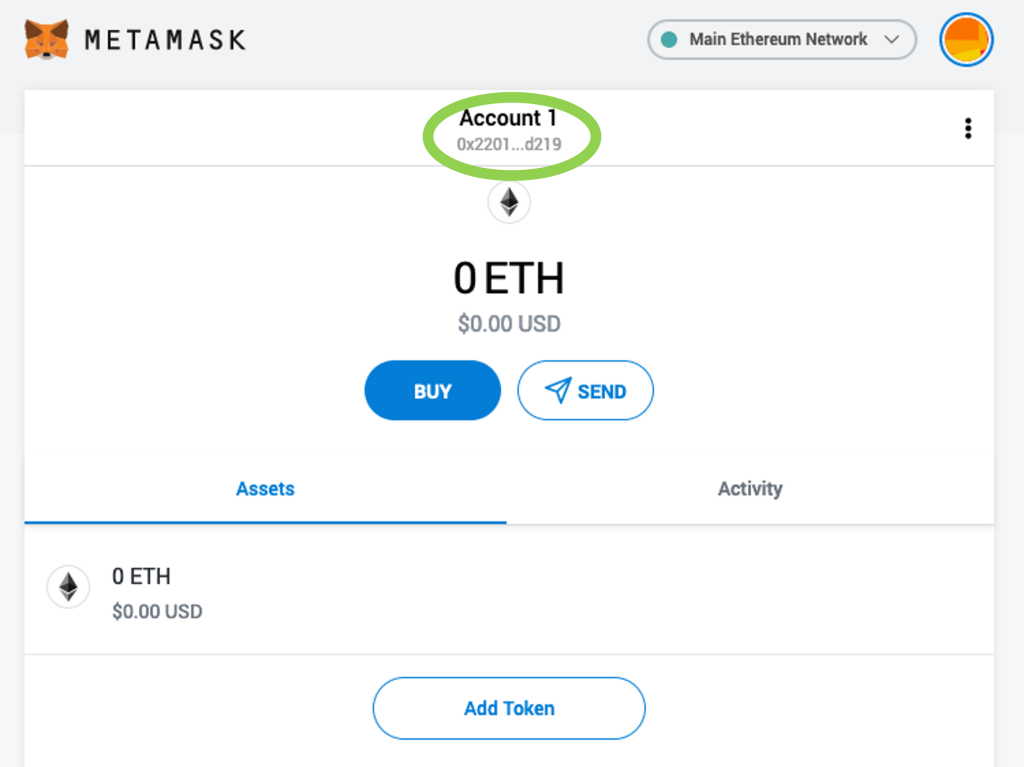 METAMASK
Main Ethereum Network
Account 1
0x2201...d219
0 ETH
$0.00 USD
BUY
SEND
Assets
Activity
0 ETH
$0.00 USD
Add Token